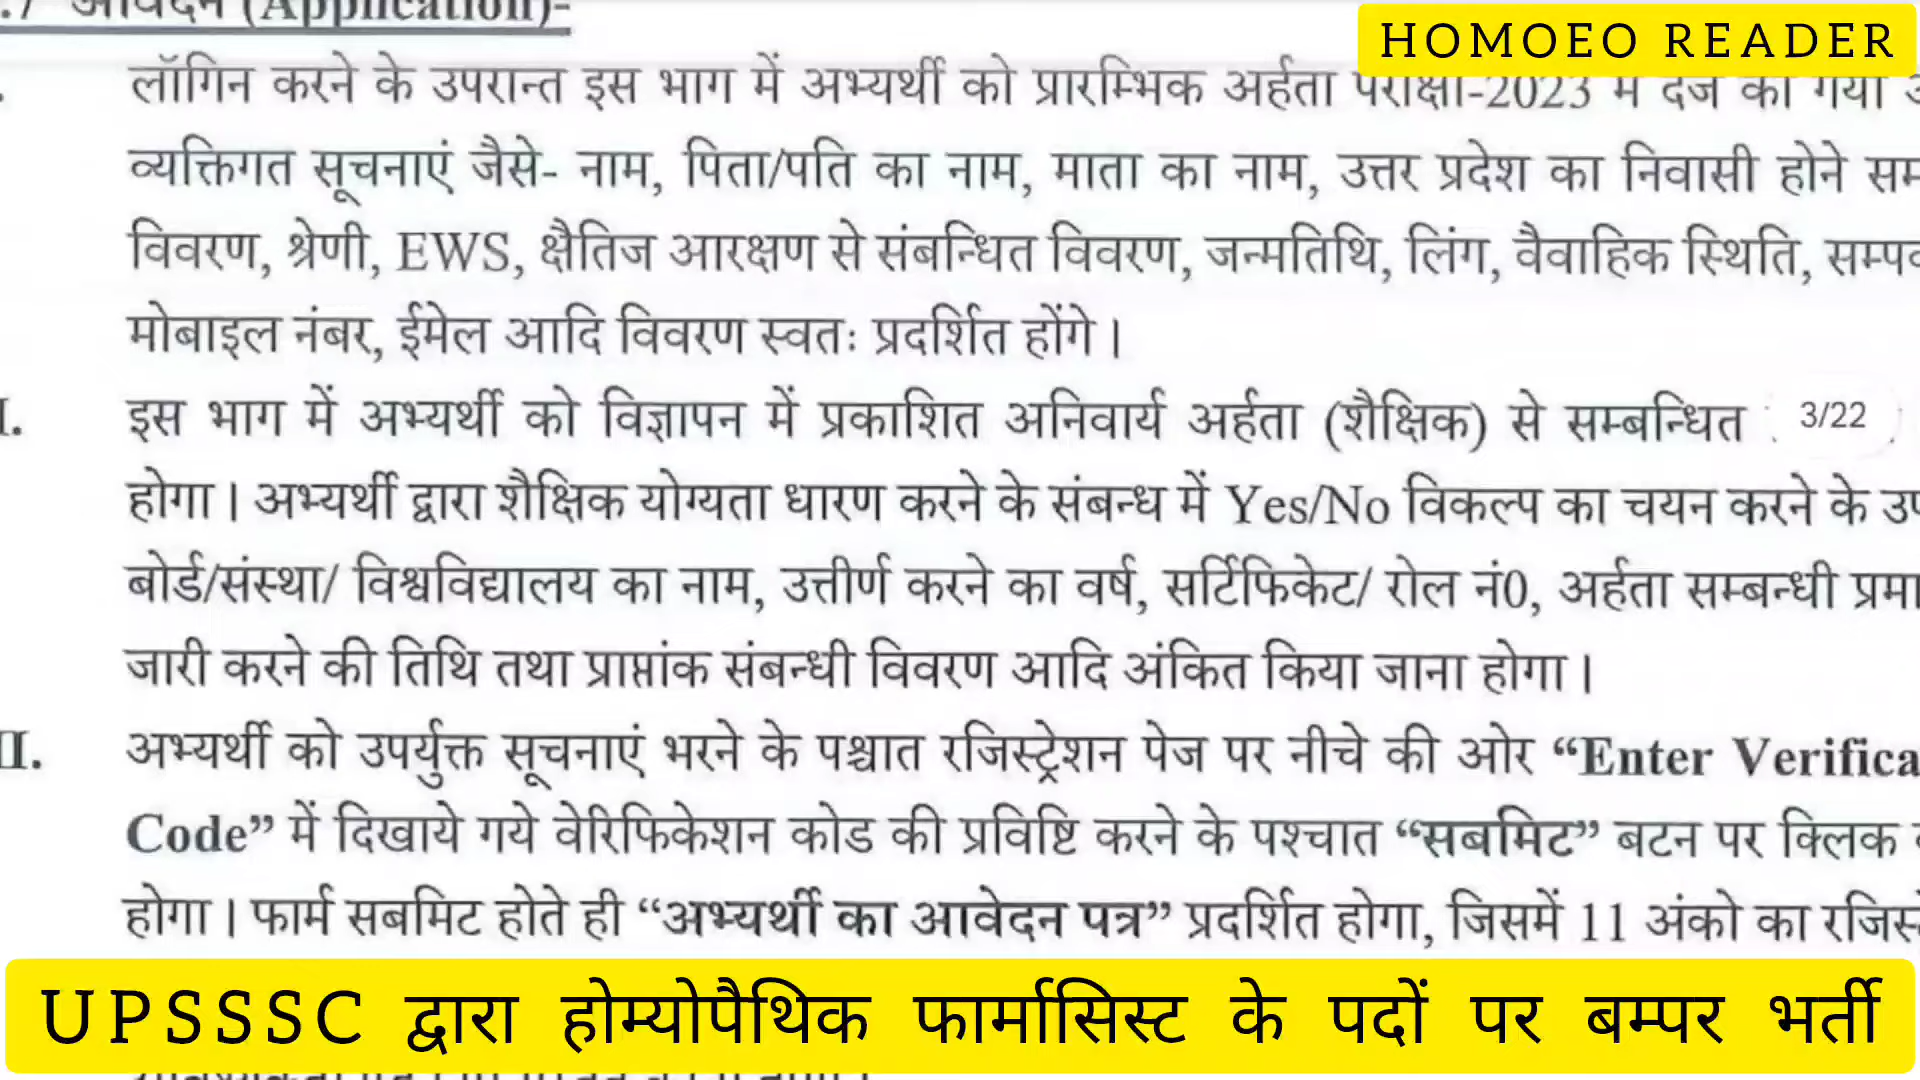 आवेदन (Application)-
HOMOEO READER
लॉगिन करने के उपरान्त इस भाग में अभ्यर्थी को प्रारम्भिक अर्हता परीक्षा-2023 में दर्ज की गयी
व्यक्तिगत सूचनाएं जैसे- नाम, पिता/पति का नाम, माता का नाम, उत्तर प्रदेश का निवासी होने
विवरण, श्रेणी, EWS, क्षैतिज आरक्षण से संबन्धित विवरण, जन्मतिथि, लिंग, वैवाहिक स्थिति,
मोबाइल नंबर, ईमेल आदि विवरण स्वतः प्रदर्शित होंगे।
इस भाग में अभ्यर्थी को विज्ञापन में प्रकाशित अनिवार्य अर्हता (शैक्षिक) से सम्बन्धित 3/22
होगा। अभ्यर्थी द्वारा शैक्षिक योग्यता धारण करने के संबन्ध में Yes/No विकल्प का चयन करने के
बोर्ड/संस्था/ विश्वविद्यालय का नाम, उत्तीर्ण करने का वर्ष, सर्टिफिकेट/ रोल नं0, अर्हता सम्बन्धी
जारी करने की तिथि तथा प्राप्तांक संबन्धी विवरण आदि अंकित किया जाना होगा।
II. अभ्यर्थी को उपर्युक्त सूचनाएं भरने के पश्चात रजिस्ट्रेशन पेज पर नीचे की ओर “Enter Verifica
Code” में दिखाये गये वेरिफिकेशन कोड की प्रविष्टि करने के पश्चात “सबमिट” बटन पर क्लिक
होगा। फार्म सबमिट होते ही “अभ्यर्थी का आवेदन पत्र” प्रदर्शित होगा, जिसमें 11 अंको का
UPSSSC द्वारा होम्योपैथिक फार्मासिस्ट के पदों पर बम्पर भर्ती